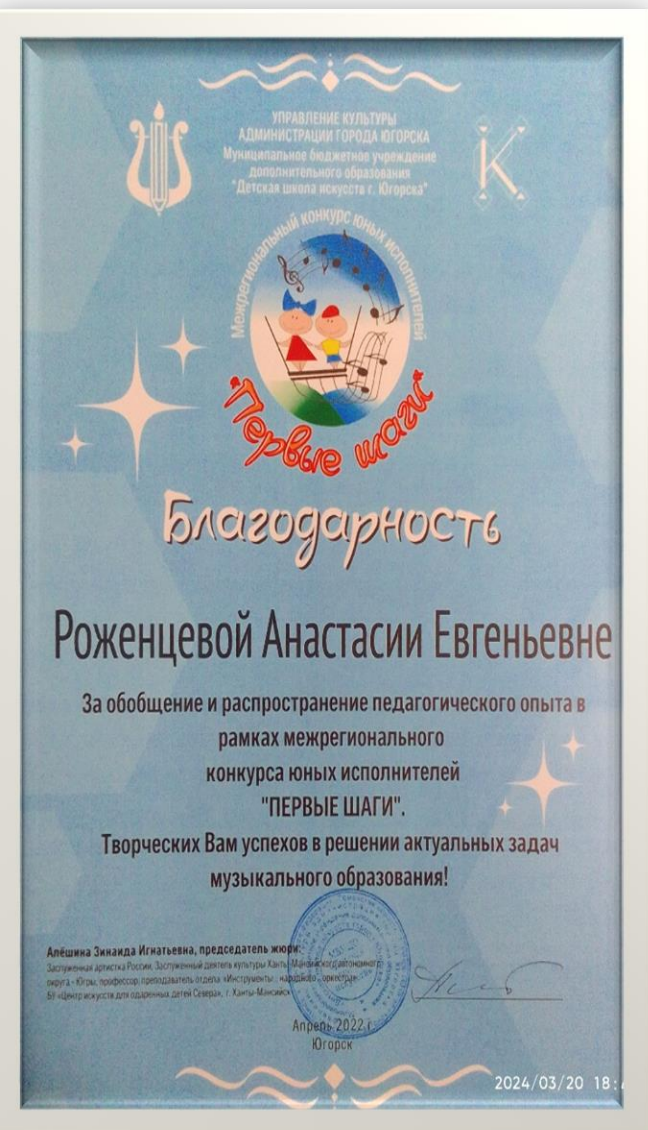 УПРАВЛЕНИЕ КУЛЬТУРЫ
АДМИНИСТРАЦИИ ГОРОДА ЮГОРСКА
Муниципальное бюджетное учреждение
дополнительного образования
"Детская школа искусств г. Югорска"
К
Межрегиональный конкурс юных исполнителей
"Первые шаги"
Благодарность
Роженцевой Анастасии Евгеньевне
За обобщение и распространение педагогического опыта в
рамках межрегионального
конкурса юных исполнителей
"ПЕРВЫЕ ШАГИ".
Творческих Вам успехов в решении актуальных задач
музыкального образования!
Алёшина Зинаида Игнатьевна, председатель жюри:
Заслуженная артистка России, Заслуженный деятель культуры Ханты-Мансийского автономного
округа - Югры, профессор, преподаватель отдела «Инструменты народного оркестра»
БУ «Центр искусств для одаренных детей Севера», г. Ханты-Мансийск
Апрель 2022 г.
Югорск
2024/03/20 18: